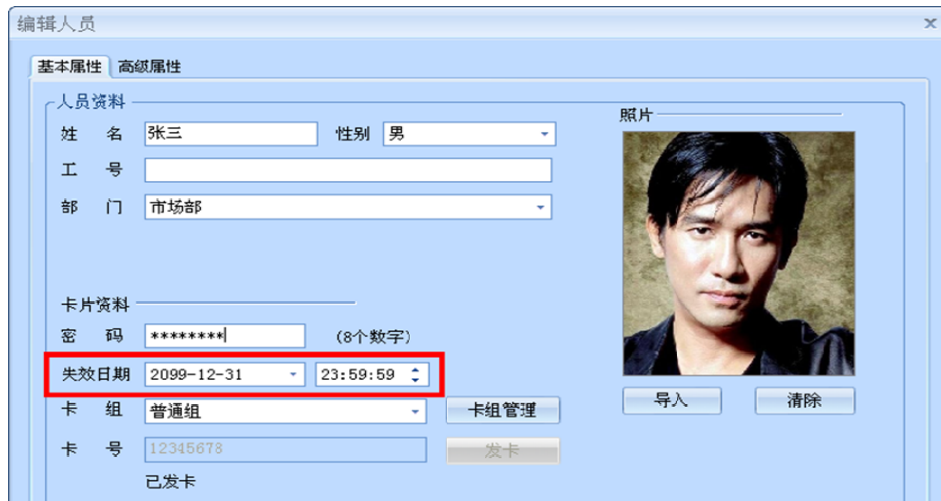 编辑人员
基本属性 高级属性
人员资料
照片
姓 名 张三 性别 男
工 号
部 门 市场部
卡片资料
密 码 ******** (8个数字)
失效日期 2099-12-31 23:59:59
卡 组 普通组 卡组管理 导入 清除
卡 号 12345678 发卡
已发卡